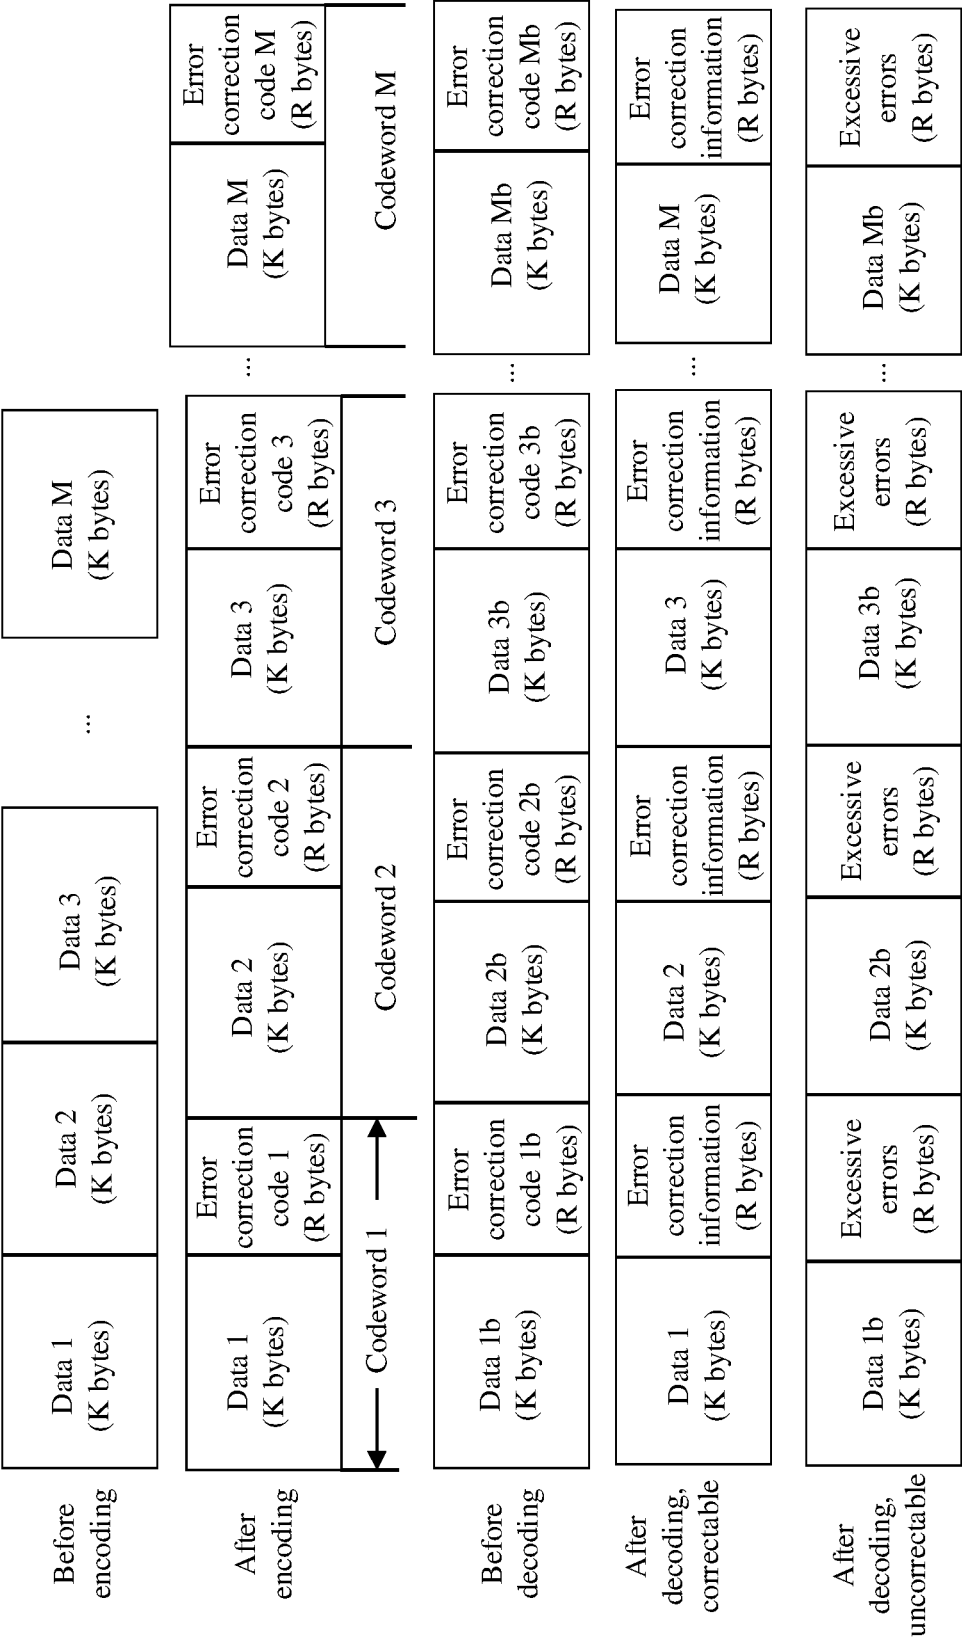 Before
encoding
Data 1
(K bytes)
Data 2
(K bytes)
Data 3
(K bytes)
...
Data M
(K bytes)
After
encoding
Data 1
(K bytes)
Error
correction
code 1
(R bytes)
Data 2
(K bytes)
Error
correction
code 2
(R bytes)
Data 3
(K bytes)
Error
correction
code 3
(R bytes)
...
Data M
(K bytes)
Error
correction
code M
(R bytes)
Codeword 1
Codeword 2
Codeword 3
Codeword M
Before
decoding
Data 1b
(K bytes)
Error
correction
code 1b
(R bytes)
Data 2b
(K bytes)
Error
correction
code 2b
(R bytes)
Data 3b
(K bytes)
Error
correction
code 3b
(R bytes)
...
Data Mb
(K bytes)
Error
correction
code Mb
(R bytes)
After
decoding,
correctable
Data 1
(K bytes)
Error
correction
information
(R bytes)
Data 2
(K bytes)
Error
correction
information
(R bytes)
Data 3
(K bytes)
Error
correction
information
(R bytes)
...
Data M
(K bytes)
Error
correction
information
(R bytes)
After
decoding,
uncorrectable
Data 1b
(K bytes)
Excessive
errors
(R bytes)
Data 2b
(K bytes)
Excessive
errors
(R bytes)
Data 3b
(K bytes)
Excessive
errors
(R bytes)
...
Data Mb
(K bytes)
Excessive
errors
(R bytes)